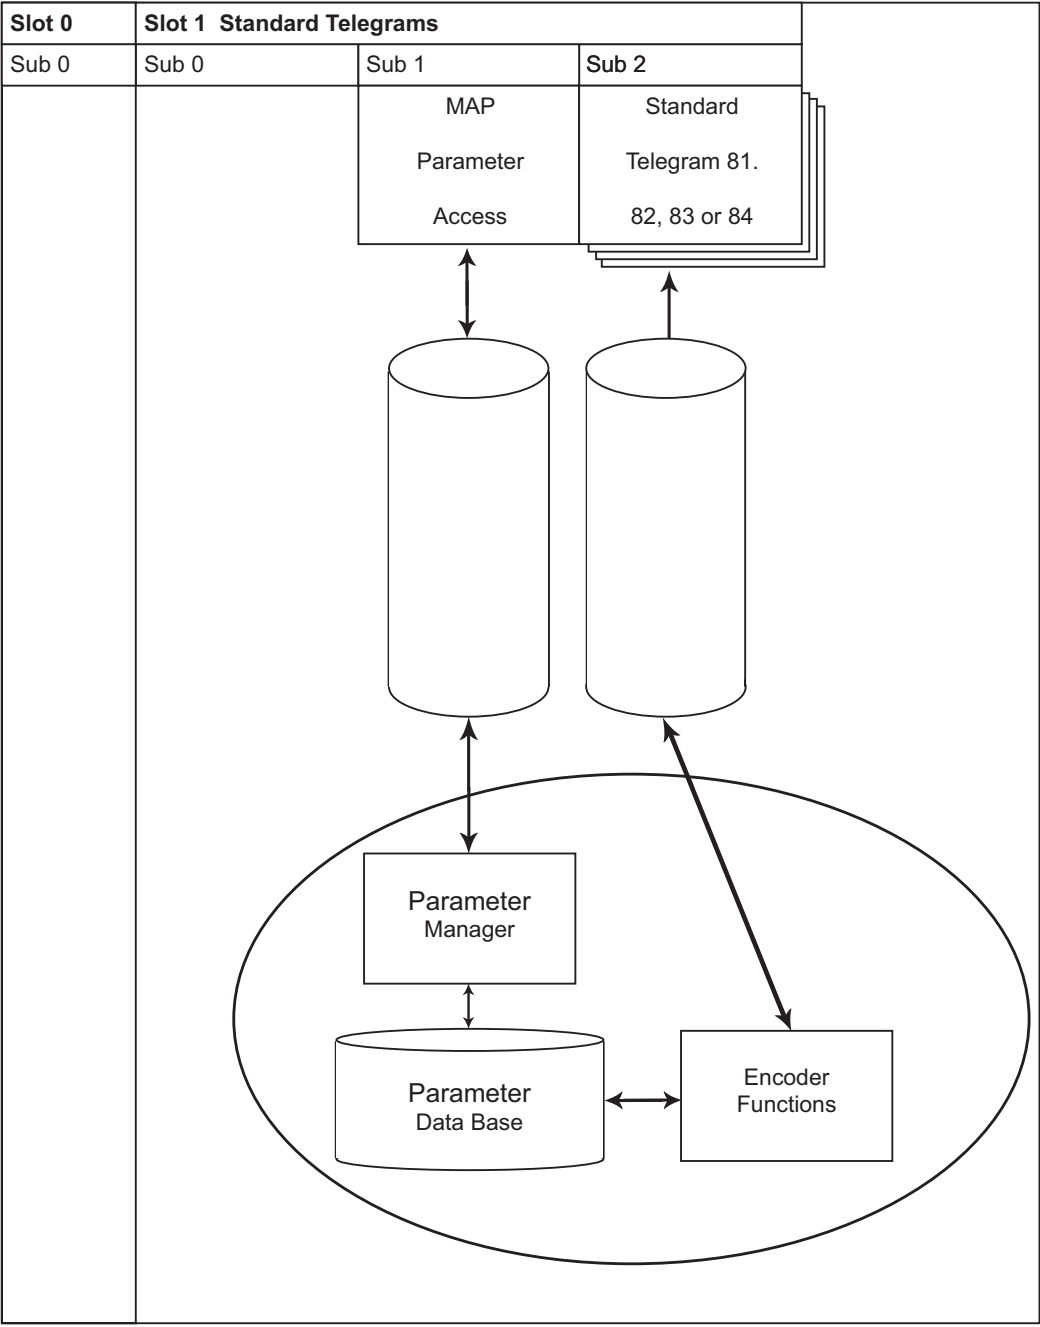 Slot 0
Slot 1 Standard Telegrams
Sub 0
Sub 0
Sub 1
Sub 2
MAP
Parameter
Access
Standard
Telegram 81.
82, 83 or 84
Parameter
Manager
Parameter
Data Base
Encoder
Functions